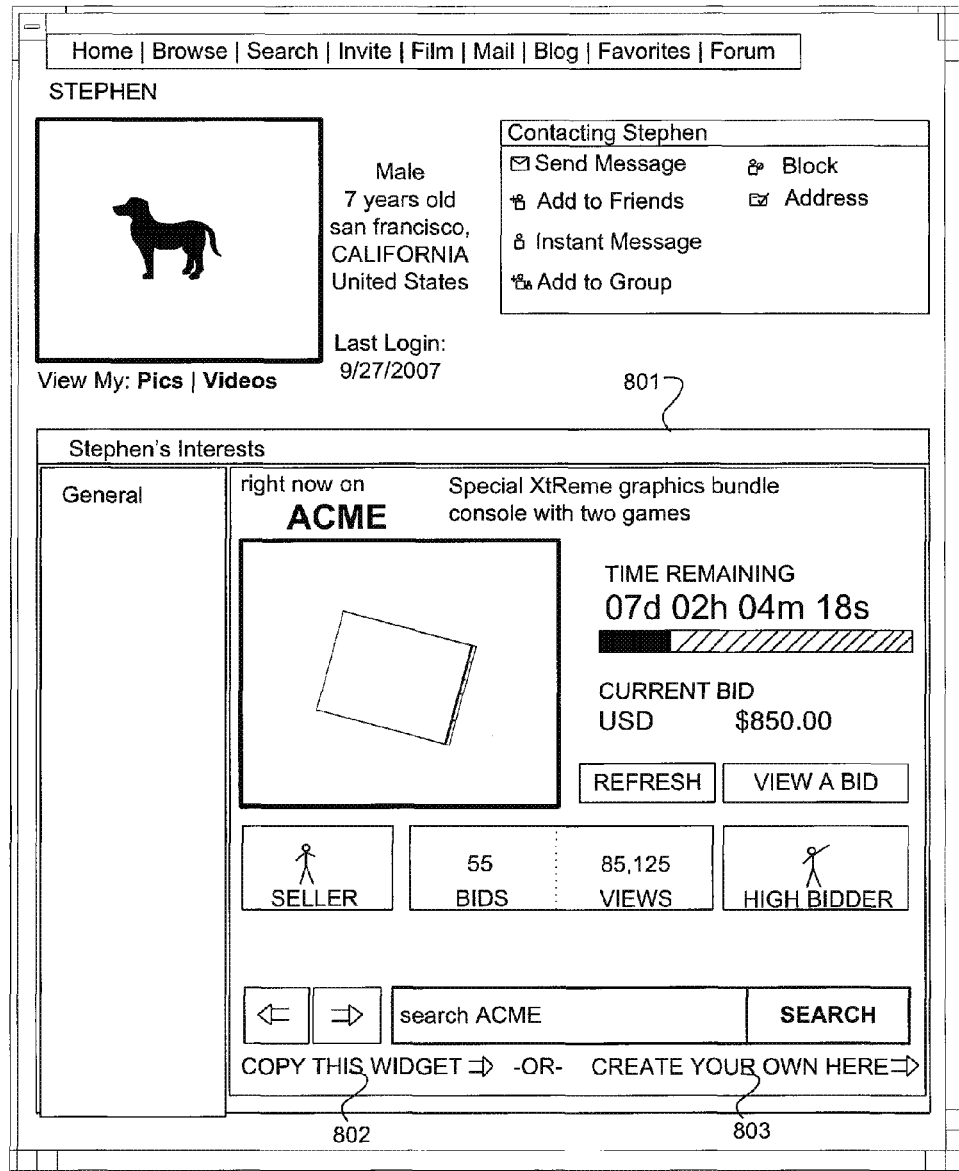 Home | Browse | Search | Invite | Film | Mail | Blog | Favorites | Forum
STEPHEN
Male
7 years old
san francisco,
CALIFORNIA
United States
Last Login:
9/27/2007
View My: Pics | Videos
Contacting Stephen
Send Message
Block
Add to Friends
Address
Instant Message
Add to Group
801
Stephen's Interests
General
right now on
ACME
Special XtReme graphics bundle
console with two games
TIME REMAINING
07d 02h 04m 18s
CURRENT BID
USD $850.00
REFRESH
VIEW A BID
SELLER
55
BIDS
85,125
VIEWS
HIGH BIDDER
search ACME
SEARCH
COPY THIS WIDGET -OR- CREATE YOUR OWN HERE
802
803